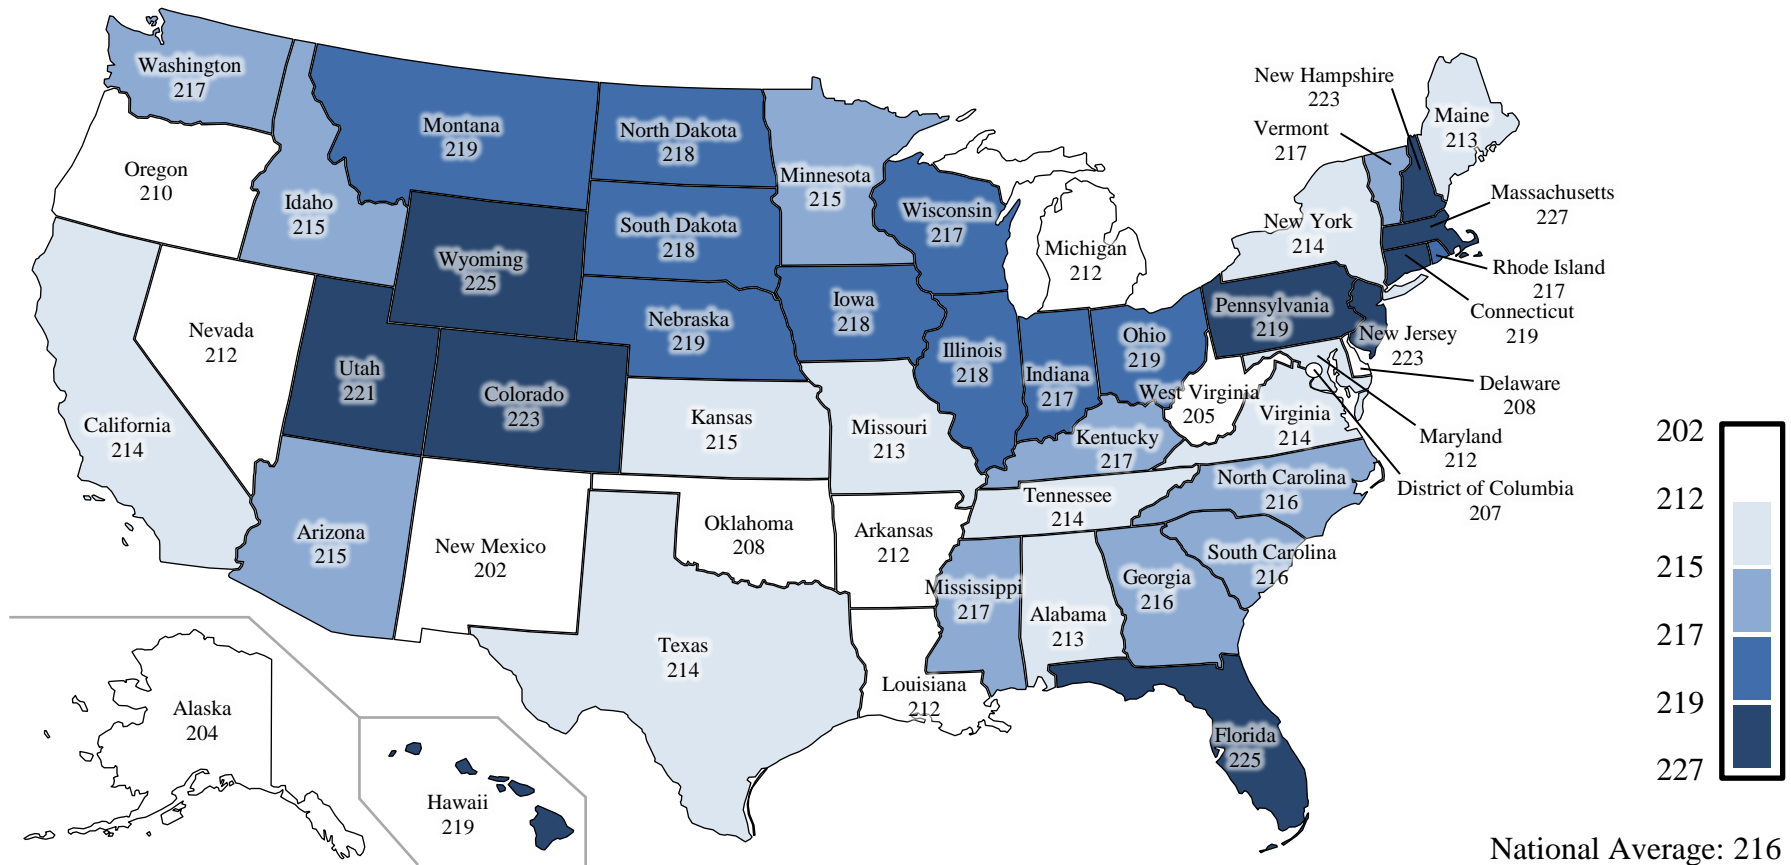 Washington
217
Oregon
210
California
214
Nevada
212
Idaho
215
Montana
219
Wyoming
225
Utah
221
Colorado
223
Arizona
215
New Mexico
202
North Dakota
218
South Dakota
218
Nebraska
219
Kansas
215
Oklahoma
208
Texas
214
Minnesota
215
Iowa
218
Missouri
213
Arkansas
212
Louisiana
212
Wisconsin
217
Illinois
218
Michigan
212
Indiana
217
Ohio
219
Kentucky
217
Tennessee
214
Mississippi
217
Alabama
213
Georgia
216
Florida
225
South Carolina
216
North Carolina
216
Virginia
214
West Virginia
205
Pennsylvania
219
New York
214
Vermont
217
New Hampshire
223
Maine
213
Massachusetts
227
Rhode Island
217
Connecticut
219
New Jersey
223
Delaware
208
Maryland
212
District of Columbia
207
Alaska
204
Hawaii
219
202
212
215
217
219
227
National Average: 216